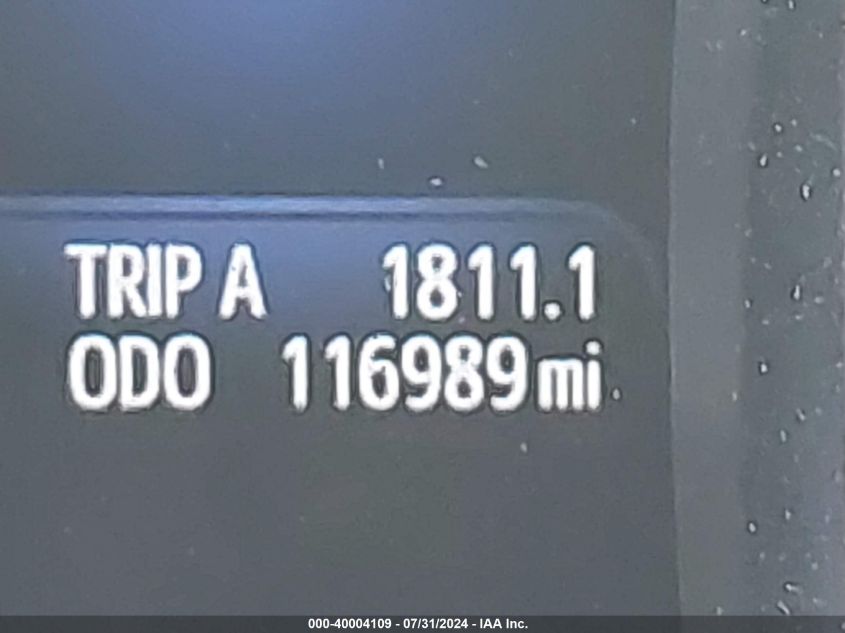 TRIP A 1811.1
ODO 116989mi
000-40004109 - 07/31/2024 - IAA Inc.